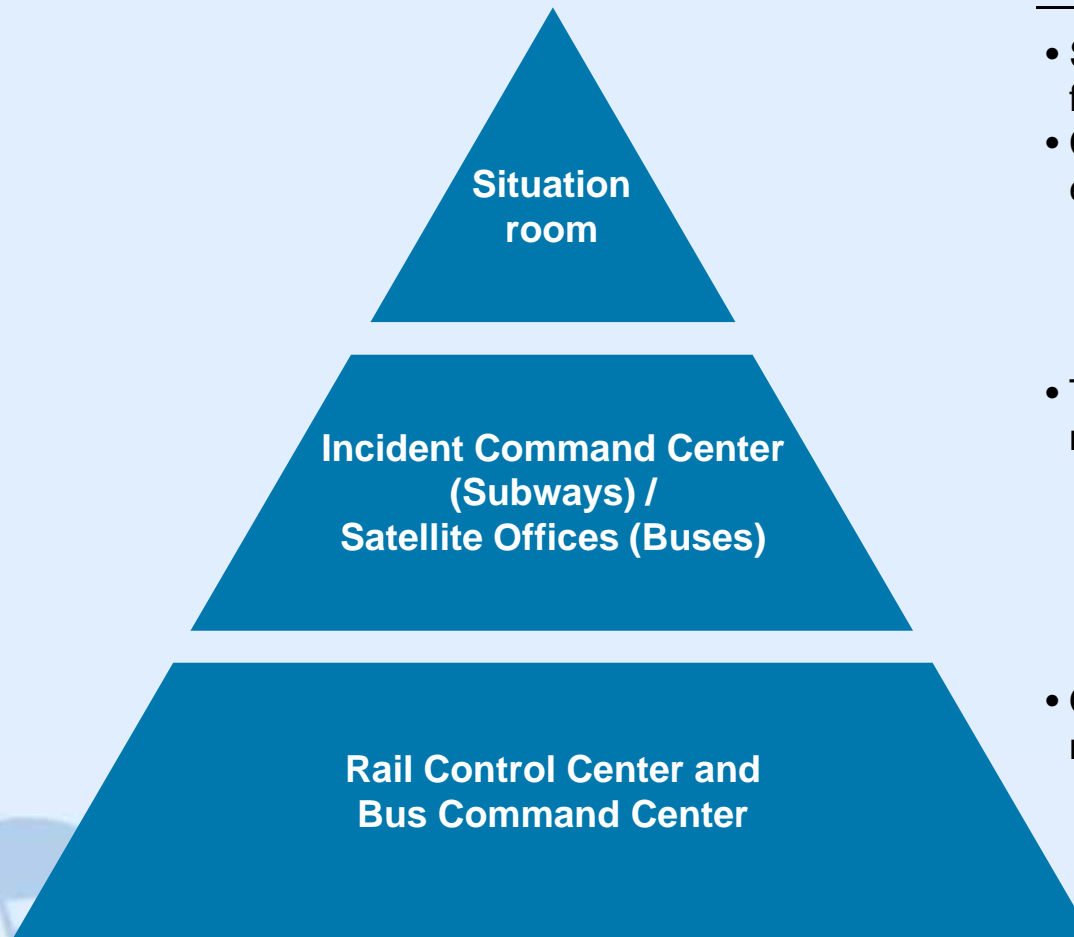 Situation
room
Incident Command Center
(Subways) /
Satellite Offices (Buses)
Rail Control Center and
Bus Command Center